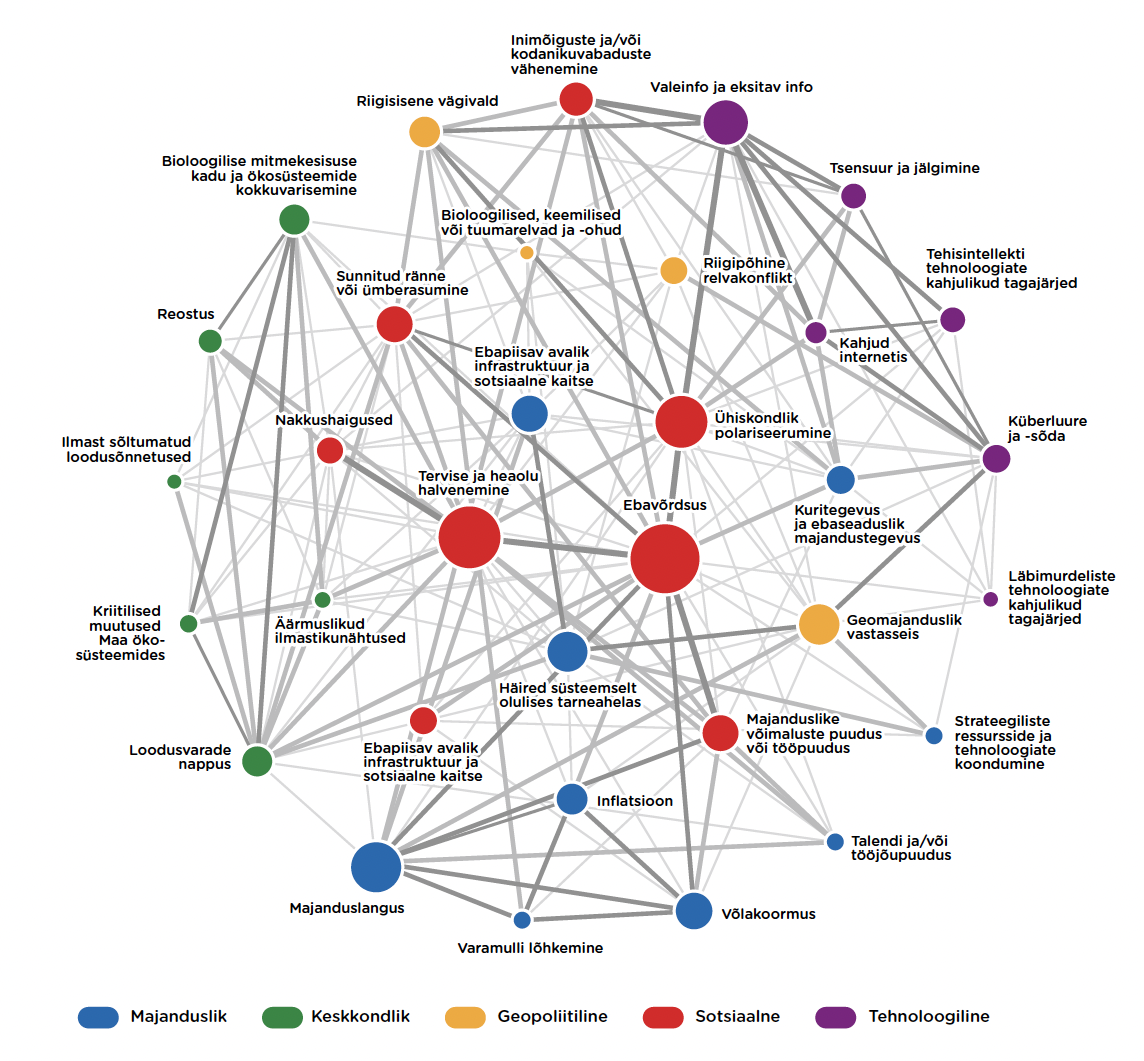 Inimõiguste ja/või
kodanikuvabaduste
vähenemine
Valeinfo ja eksitav info
Riigisisene vägivald
Bioloogilise mitmekesisuse
kadu ja ökosüsteemide
kokkuvarisemine
Tsensuur ja jälgimine
Bioloogilised, keemilised
või tuumarelvad ja -ohud
Riigipõhine
relvakonflikt
Tehisintellekti
tehnoloogiate
kahjulikud tagajärjed
Sunnitud ränne
või ümberasumine
Reostus
Kahjud
internetis
Ebapiisav avalik
infrastruktuur ja
sotsiaalne kaitse
Nakkushaigused
Ühiskondlik
polariseerumine
Küberluure
ja -sõda
Ilmast sõltumatud
loodusõnnetused
Tervise ja heaolu
halvenemine
Ebavõrdsus
Kuritegevus
ja ebaseaduslik
majandustegevus
Läbimurdeliste
tehnoloogiate
kahjulikud
tagajärjed
Kriitilised
muutused
Maa öko-
süsteemides
Äärmuslikud
ilmastikunähtused
Geomajanduslik
vastasseis
Häired süsteemselt
olulises tarneahelas
Majanduslike
võimaluste puudus
või tööpuudus
Strateegiliste
ressursside ja
tehnoloogiate
koondumine
Loodusvarade
nappus
Ebapiisav avalik
infrastruktuur ja
sotsiaalne kaitse
Inflatsioon
Talendi ja/või
tööjõupuudus
Majanduslangus
Võlakoormus
Varamulli lõhkemine
Majanduslik
Keskkondlik
Geopoliitiline
Sotsiaalne
Tehnoloogiline